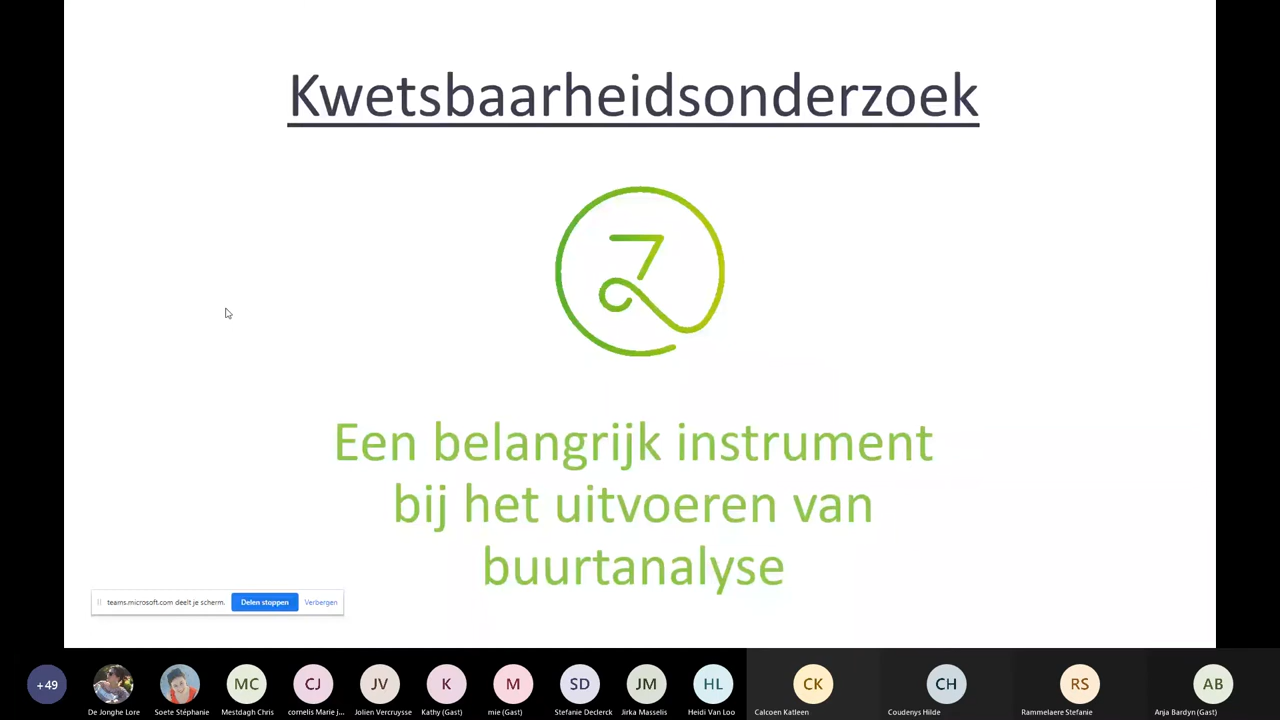 Kwetsbaarheidsonderzoek
Een belangrijk instrument
bij het uitvoeren van
buurtanalyse
teams.microsoft.com deelt je scherm. Delen stoppen Verbergen
+49 MC CJ JV K M SD JM HL CK CH RS AB
De Jonghe Lore Soete Stéphanie Mestdagh Chris cornelis Marie j... Jolien Vercruysse Kathy (Gast) mie (Gast) Stefanie Declerck Jirka Masselis Heidi Van Loo Calcoen Katleen Coudenys Hilde Rammelaere Stefanie Anja Bardyn (Gast)